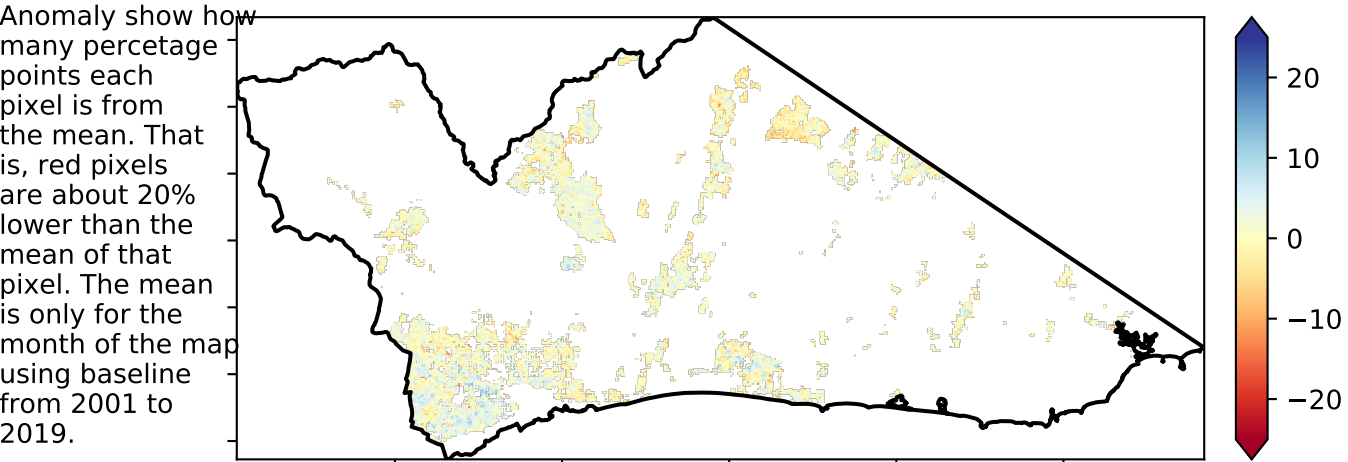 Anomaly show how
many percetage
points each
pixel is from
the mean. That
is, red pixels
are about 20%
lower than the
mean of that
pixel. The mean
is only for the
month of the map
using baseline
from 2001 to
2019.
20
10
0
−10
−20